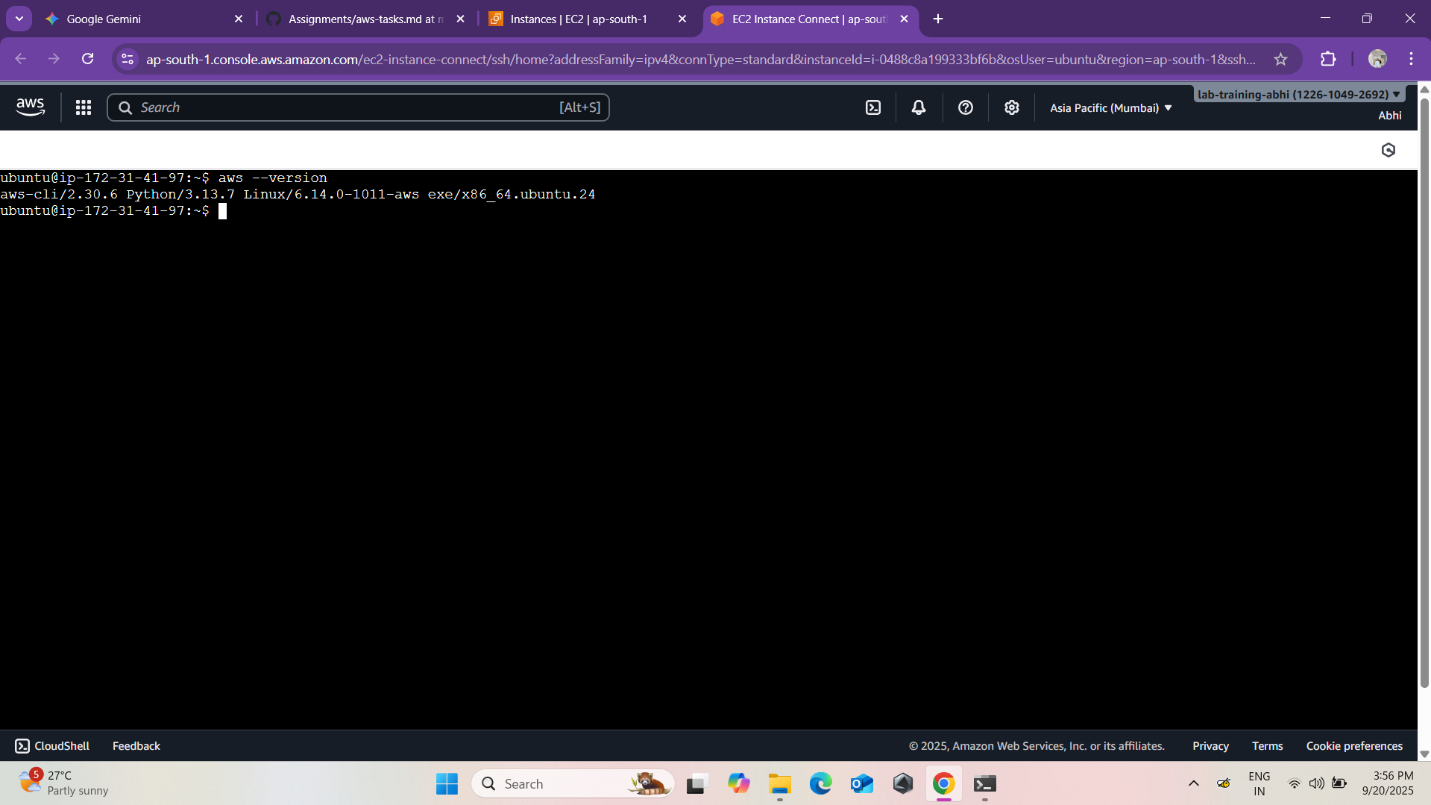 Google Gemini
Assignments/aws-tasks.md at m
Instances | EC2 | ap-south-1
EC2 Instance Connect | ap-sout
ap-south-1.console.aws.amazon.com/ec2-instance-connect/ssh/home?addressFamily=ipv4&connType=standard&instanceId=i-0488c8a199333bf6b&osUser=ubuntu&region=ap-south-1&ssh...
aws
Search
[Alt+S]
Asia Pacific (Mumbai)
lab-training-abhi (1226-1049-2692)
Abhi
ubuntu@ip-172-31-41-97:~$ aws --version
aws-cli/2.30.6 Python/3.13.7 Linux/6.14.0-1011-aws exe/x86_64.ubuntu.24
ubuntu@ip-172-31-41-97:~$
CloudShell
Feedback
© 2025, Amazon Web Services, Inc. or its affiliates.
Privacy
Terms
Cookie preferences
5
27°C
Partly sunny
Search
ENG
IN
3:56 PM
9/20/2025